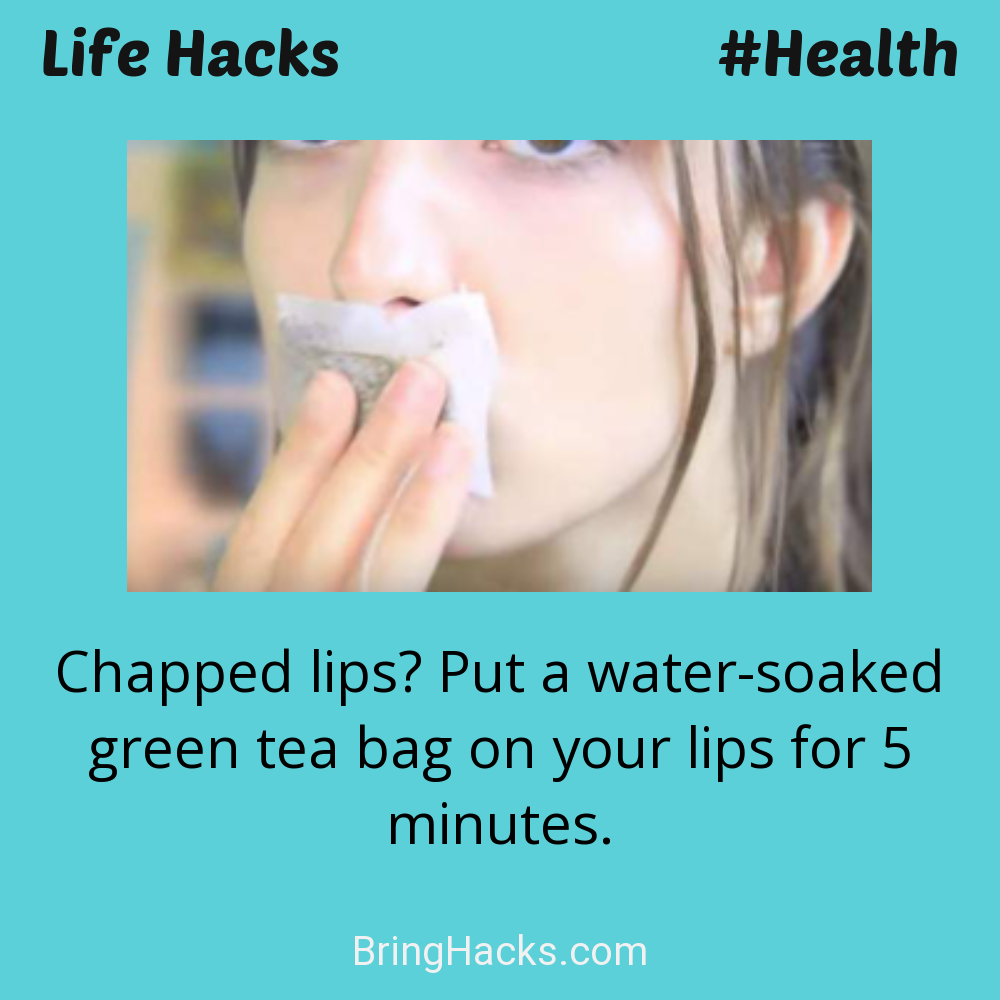 Life Hacks
#Health
Chapped lips? Put a water-soaked
green tea bag on your lips for 5
minutes.
BringHacks.com